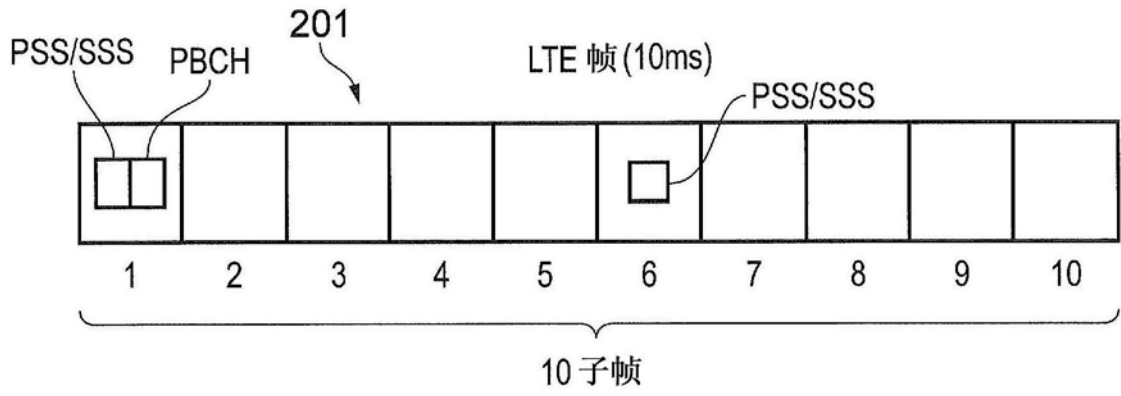 201
PSS/SSS
PBCH
LTE 帧(10ms)
PSS/SSS
1 2 3 4 5 6 7 8 9 10
10 子帧